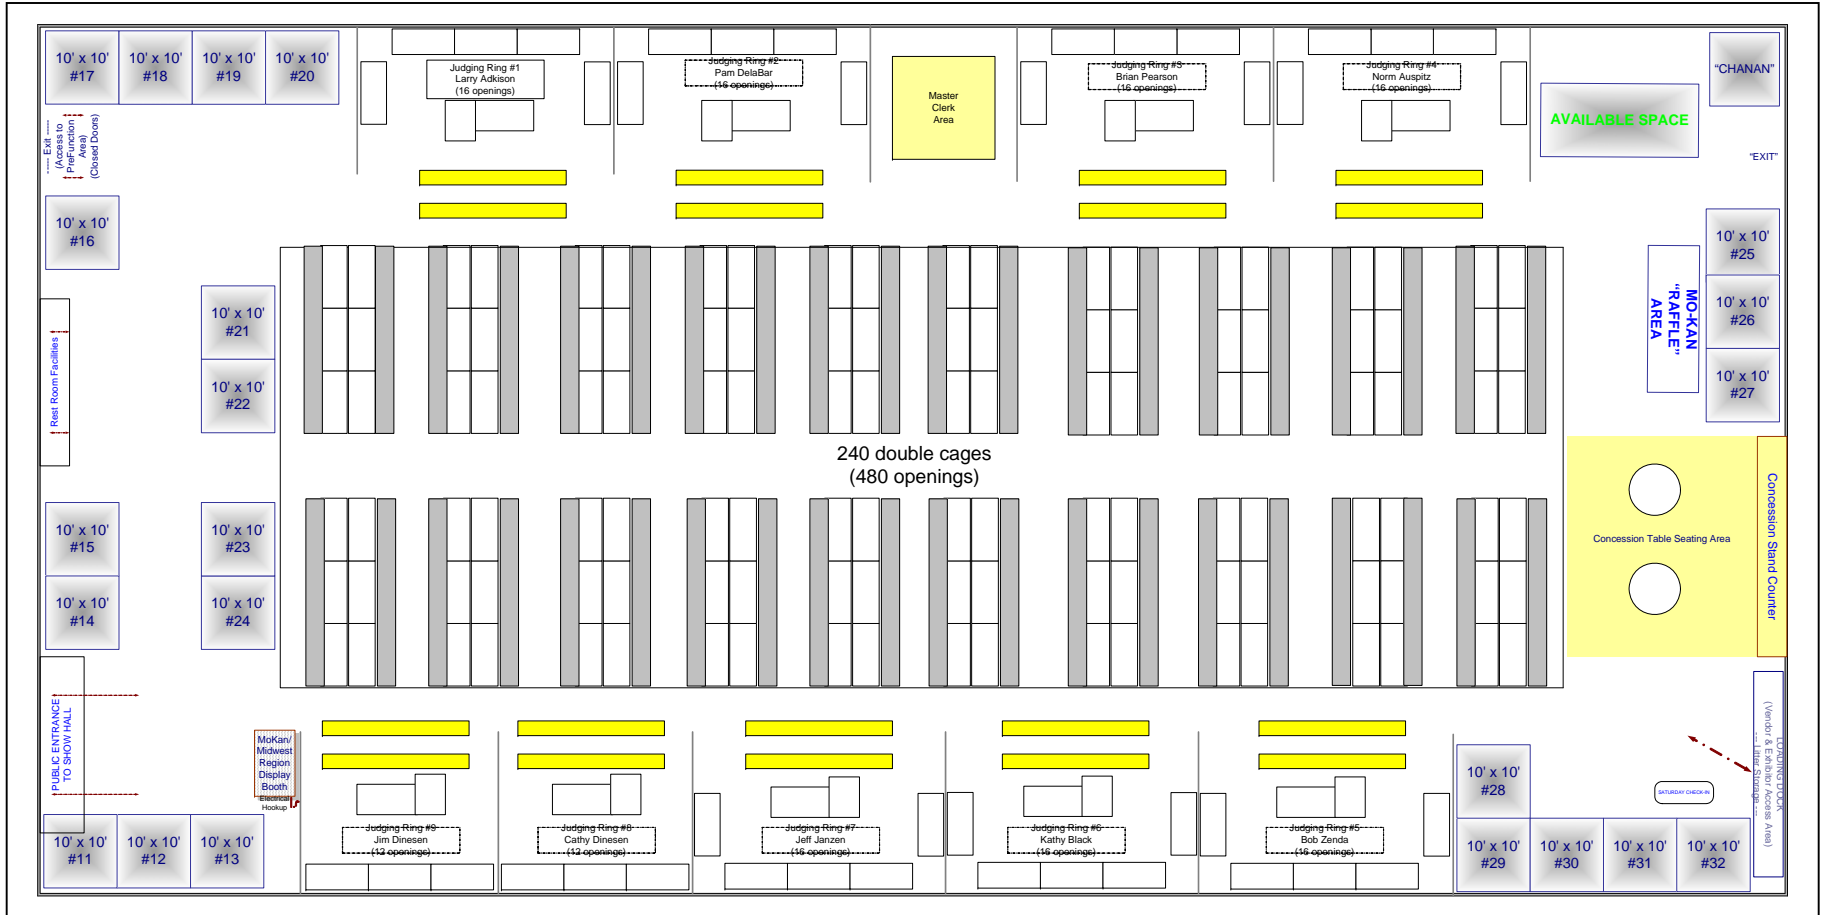 10' x 10'
#17
10' x 10'
#18
10' x 10'
#19
10' x 10'
#20
Judging Ring #1
Larry Adkison
(16 openings)
Judging Ring #2
Pam DelaBar
(16 openings)
Master
Clerk
Area
Judging Ring #3
Brian Pearson
(16 openings)
Judging Ring #4
Norm Auspitz
(16 openings)
AVAILABLE SPACE
"CHANAN"
"EXIT"
----- Exit -----
(Access to
PreFunction
Area)
(Closed Doors)
10' x 10'
#16
10' x 10'
#21
10' x 10'
#22
Rest Room Facilities
10' x 10'
#25
10' x 10'
#26
10' x 10'
#27
MO-KAN
"RAFFLE"
AREA
240 double cages
(480 openings)
10' x 10'
#15
10' x 10'
#14
10' x 10'
#23
10' x 10'
#24
Concession Table Seating Area
Concession Stand Counter
PUBLIC ENTRANCE
TO SHOW HALL
MoKan/
Midwest
Region
Display
Booth
Electrical
Hookup
10' x 10'
#11
10' x 10'
#12
10' x 10'
#13
Judging Ring #9
Jim Dinesen
(12 openings)
Judging Ring #8
Cathy Dinesen
(12 openings)
Judging Ring #7
Jeff Janzen
(16 openings)
Judging Ring #6
Kathy Black
(16 openings)
Judging Ring #5
Bob Zenda
(16 openings)
10' x 10'
#28
10' x 10'
#29
10' x 10'
#30
10' x 10'
#31
10' x 10'
#32
SATURDAY CHECK-IN
LOADING DOCK
(Vendor & Exhibitor Access Area)
--- Litter Storage ---